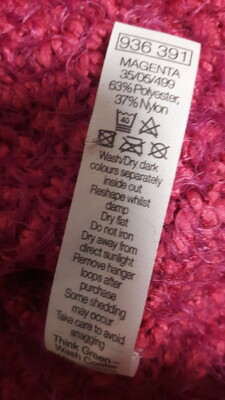 936 391
MAGENTA
35/05/499
63% Polyester,
37% Nylon
40
Wash/Dry dark
colours separately
inside out
Reshape whilst
damp
Dry flat
Do not iron
Dry away from
direct sunlight
Remove hanger
loops after
purchase
Some shedding
may occur
Take care to avoid
snagging
Think Green
Wash Cooler